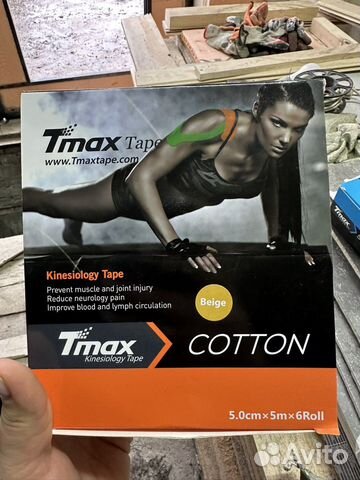 Tmax Tape
www.Tmaxtape.com
Tmax
Kinesiology Tape
Prevent muscle and joint injury
Reduce neurology pain
Improve blood and lymph circulation
Beige
Tmax
Kinesiology Tape
COTTON
5.0cm×5m×6Roll
Avito